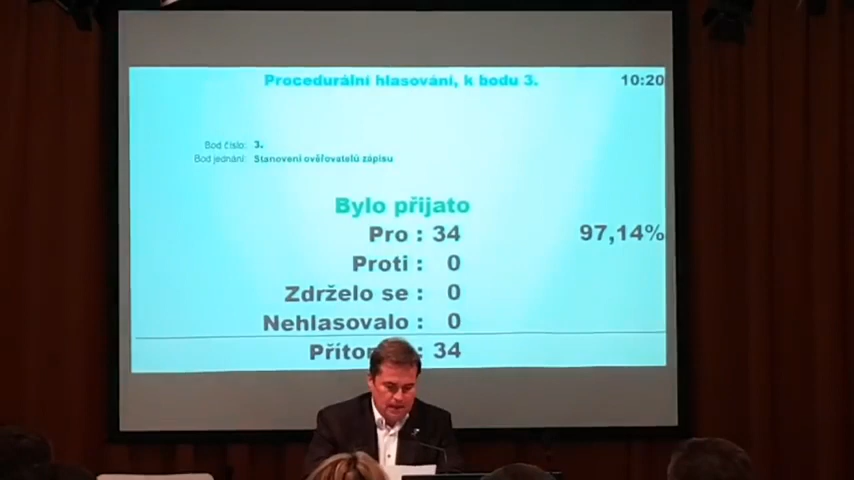 Procedurální hlasování, k bodu 3. 10:20
Bod číslo: 3.
Bod jednání: Stanovení ověřovatelů zápisu
Bylo přijato
Pro : 34 97,14%
Proti : 0
Zdrželo se : 0
Nehlasovalo : 0
: 34